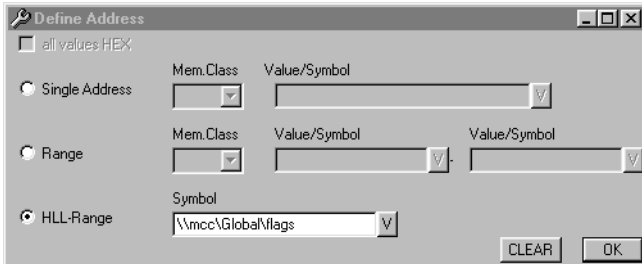 Define Address
all values HEX
Mem.Class Value/Symbol
Single Address V
Mem.Class Value/Symbol Value/Symbol
Range V - V
Symbol
HLL-Range \\mcc\Global\flags V
CLEAR OK